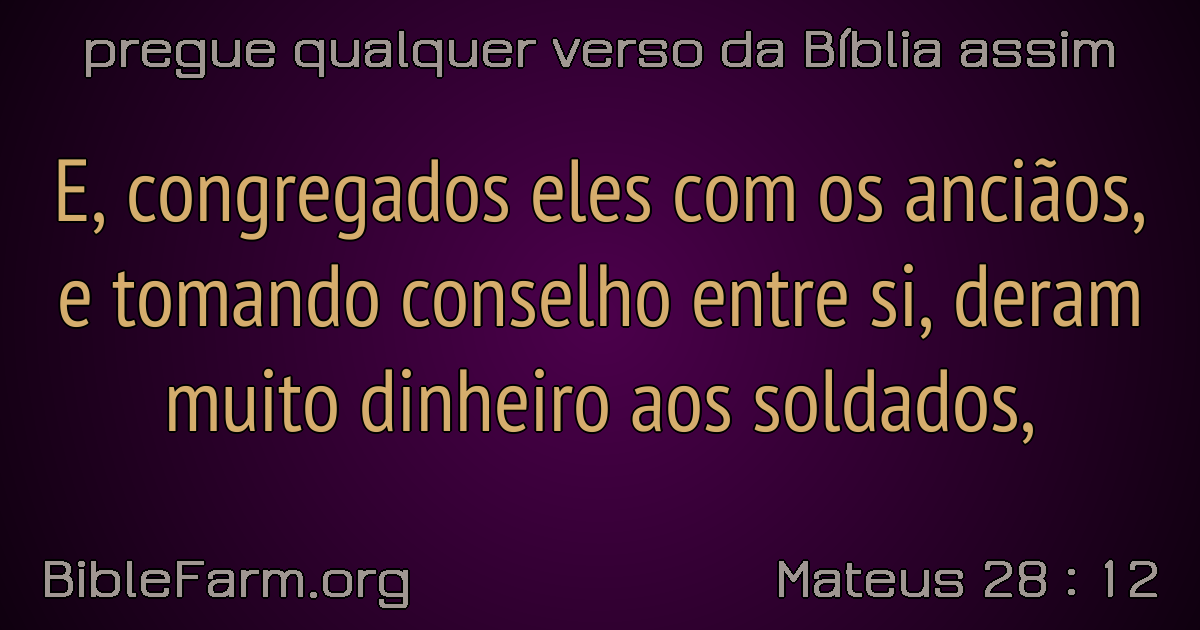 pregue qualquer verso da Bíblia assim
E, congregados eles com os anciãos,
e tomando conselho entre si, deram
muito dinheiro aos soldados,
BibleFarm.org
Mateus 28 : 12